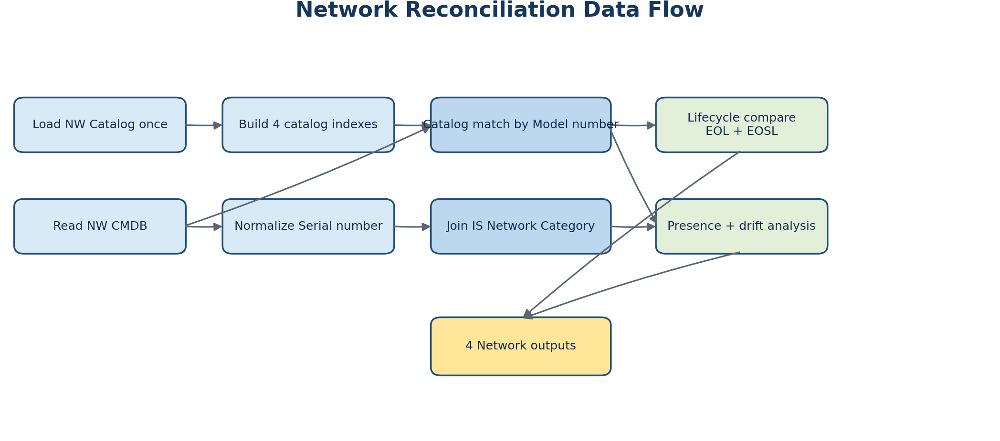 Network Reconciliation Data Flow
Load NW Catalog once
Build 4 catalog indexes
Catalog match by Model number
Lifecycle compare
EOL + EOSL
Read NW CMDB
Normalize Serial number
Join IS Network Category
Presence + drift analysis
4 Network outputs